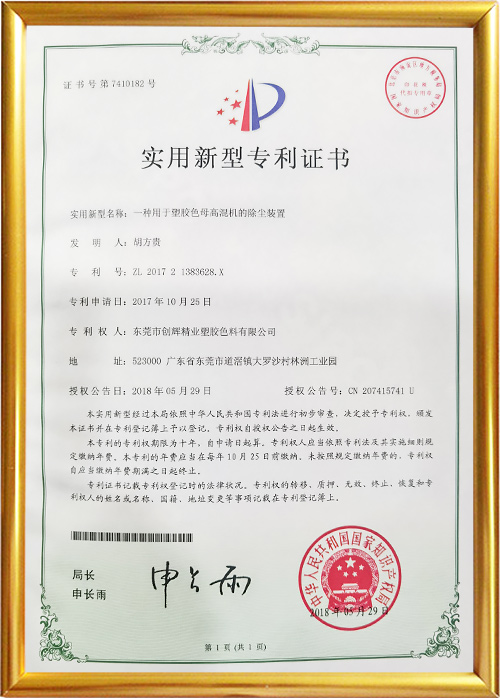 证书号第7410182号
实用新型专利证书
实用新型名称：一种用于塑胶色母高混机的除尘装置
发 明 人：胡方贵
专 利 号：ZL 2017 2 1383628.X
专利申请日：2017年10月25日
专 利 权 人：东莞市创辉精业塑胶色料有限公司
地 址：523000 广东省东莞市道滘镇大罗沙村林洲工业园
授权公告日：2018年05月29日 授权公告号：CN 207415741 U
本实用新型经过本局依照中华人民共和国专利法进行初步审查，决定授予专利权，颁发
本证书并在专利登记簿上予以登记，专利权自授权公告之日起生效。
本专利的专利权期限为十年，自申请日起算。专利权人应当依照专利法及其实施细则规
定缴纳年费。本专利的年费应当在每年10月25日前缴纳。未按照规定缴纳年费的，专利权
自应当缴纳年费期满之日起终止。
专利证书记载专利权登记时的法律状况。专利权的转移、质押、无效、终止、恢复和专
利权人的姓名或名称、国籍、地址变更等事项记载在专利登记簿上。
局长
申长雨
申长雨
中华人民共和国国家知识产权局
2018年05月29日
第1页（共1页）